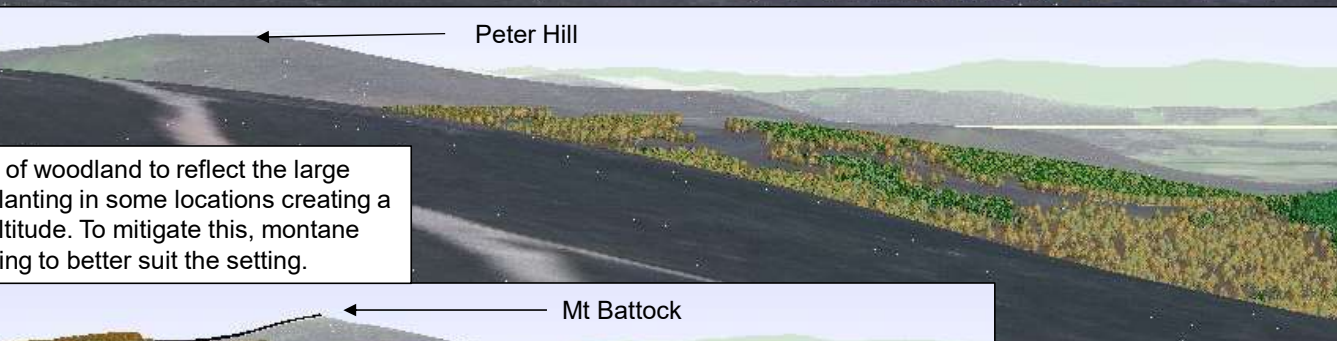 Peter Hill
of woodland to reflect the large
lanting in some locations creating a
ltitude. To mitigate this, montane
ing to better suit the setting.
Mt Battock